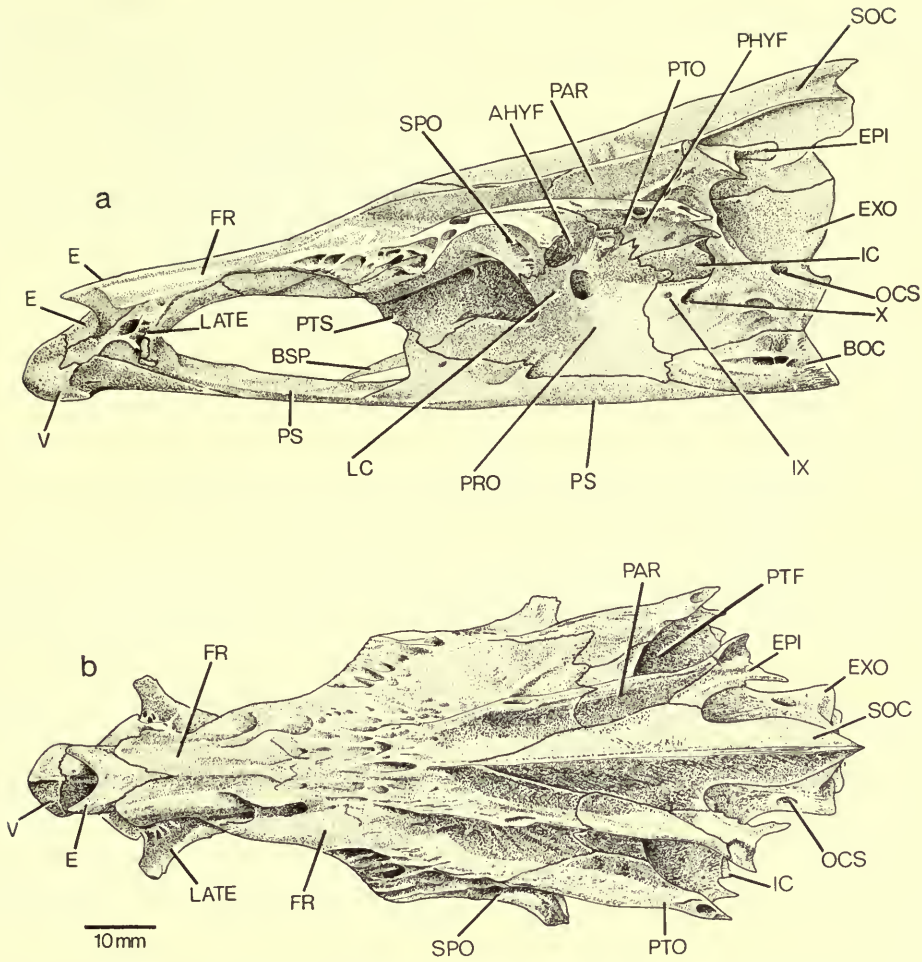 SOC
PHYF
PTO
PAR
AHYF
SPO
EPI
a
FR
EXO
E
E
IC
OCS
LATE
PTS
X
BSP
BOC
V
PS
LC
PRO
PS
IX
PAR
PTF
b
EPI
FR
EXO
SOC
V
E
OCS
LATE
FR
IC
SPO
PTO
10mm